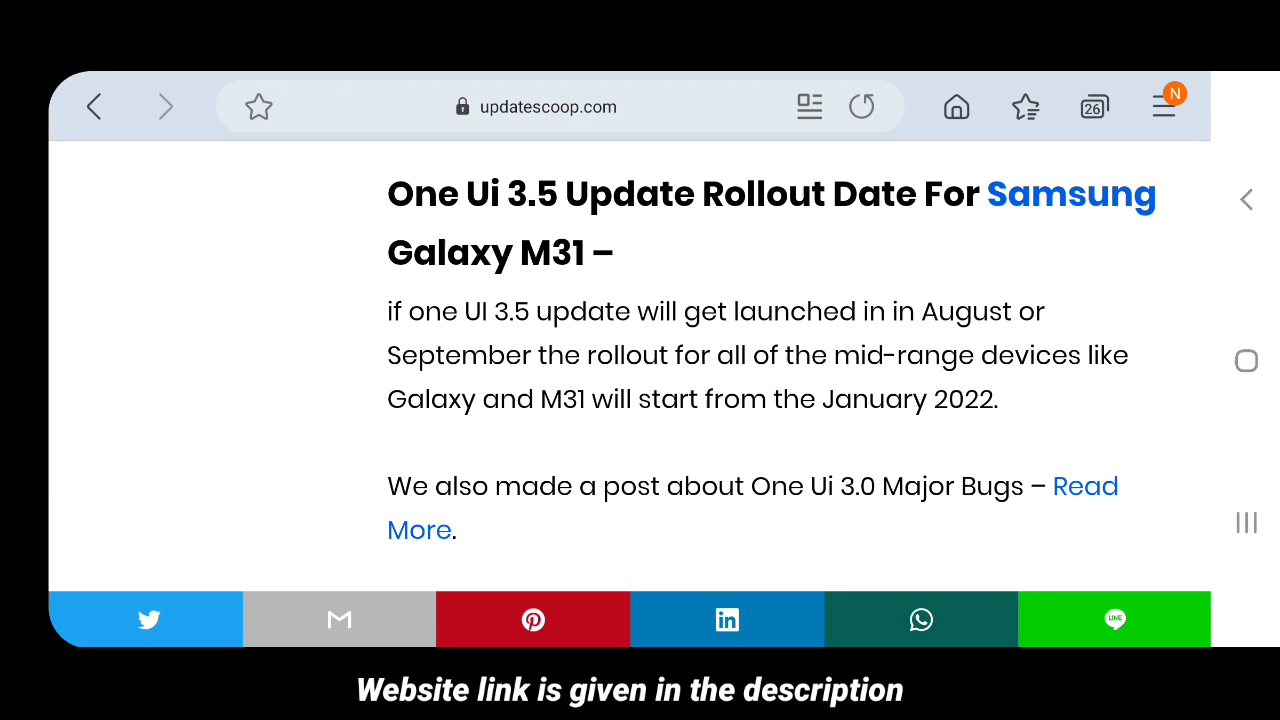 updatescoop.com
26
N
One Ui 3.5 Update Rollout Date For Samsung
Galaxy M31 –
if one UI 3.5 update will get launched in in August or
September the rollout for all of the mid-range devices like
Galaxy and M31 will start from the January 2022.
We also made a post about One Ui 3.0 Major Bugs – Read
More.
in
LINE
Website link is given in the description